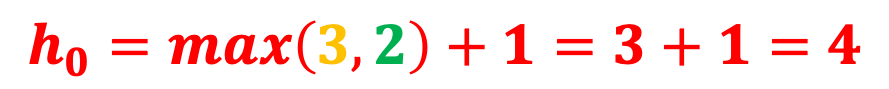 h₀ = max(3, 2) + 1 = 3 + 1 = 4